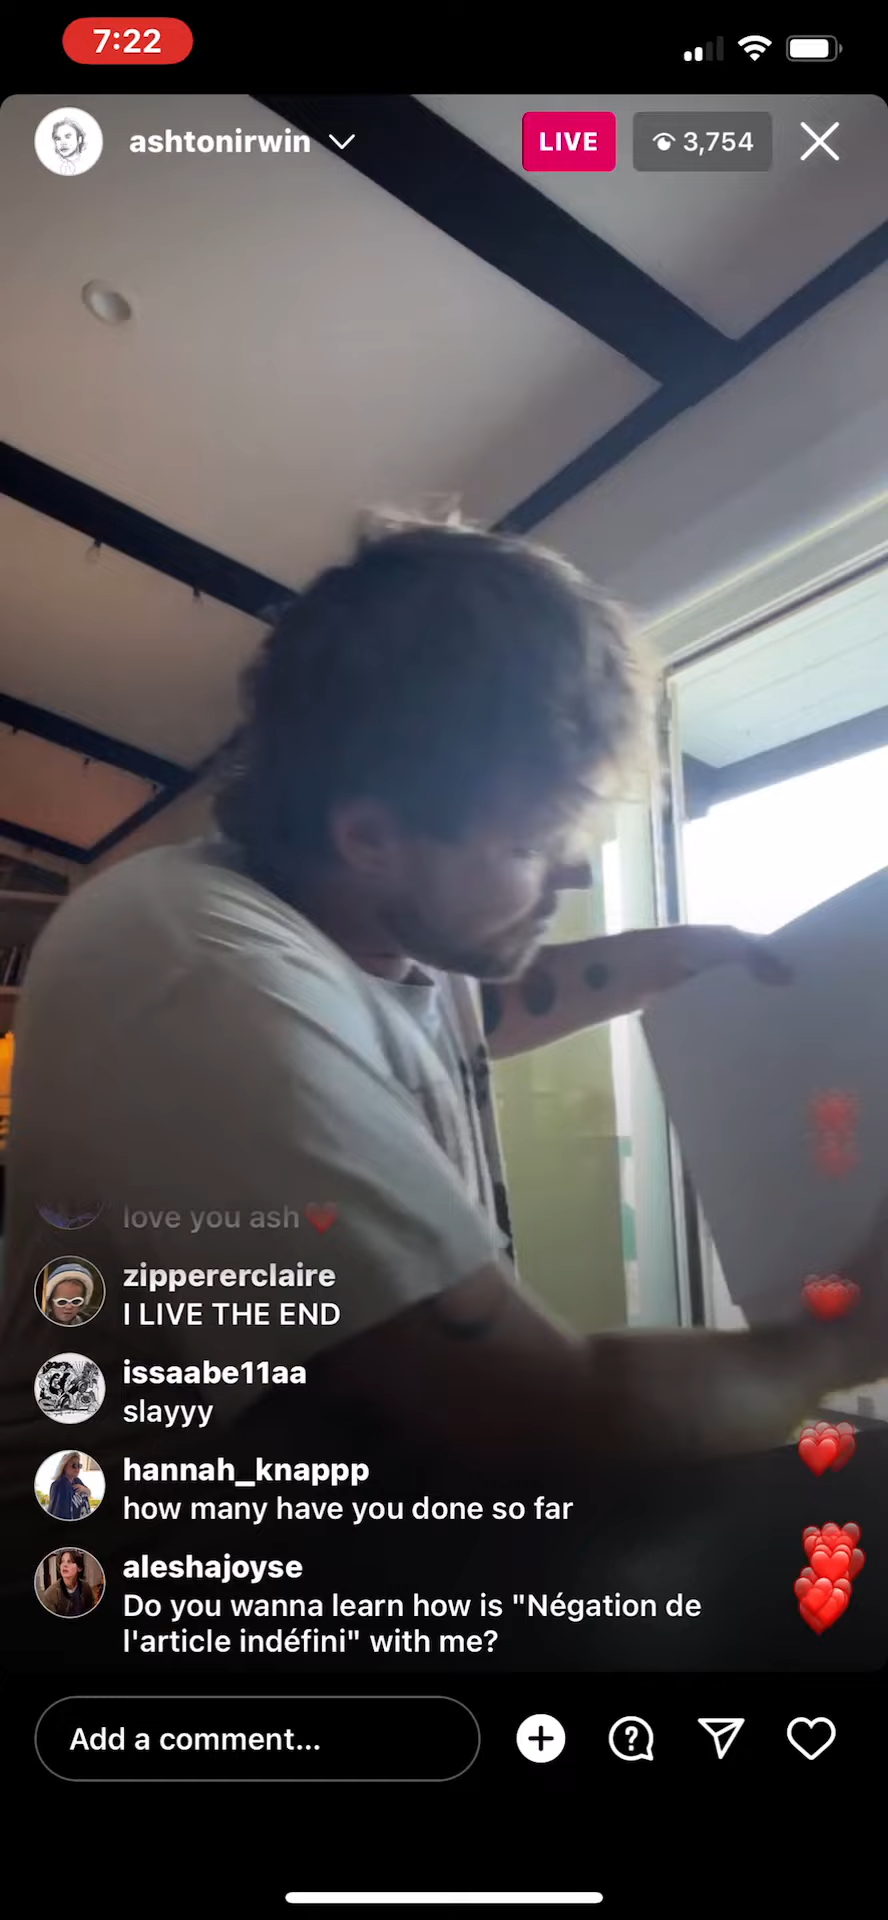 7:22
ashtonirwin
LIVE
3,754
love you ash❤️
zippererclaire
I LIVE THE END
issaabe11aa
slayyy
hannah_knappp
how many have you done so far
aleshajoyse
Do you wanna learn how is "Négation de
l'article indéfini" with me?
Add a comment...